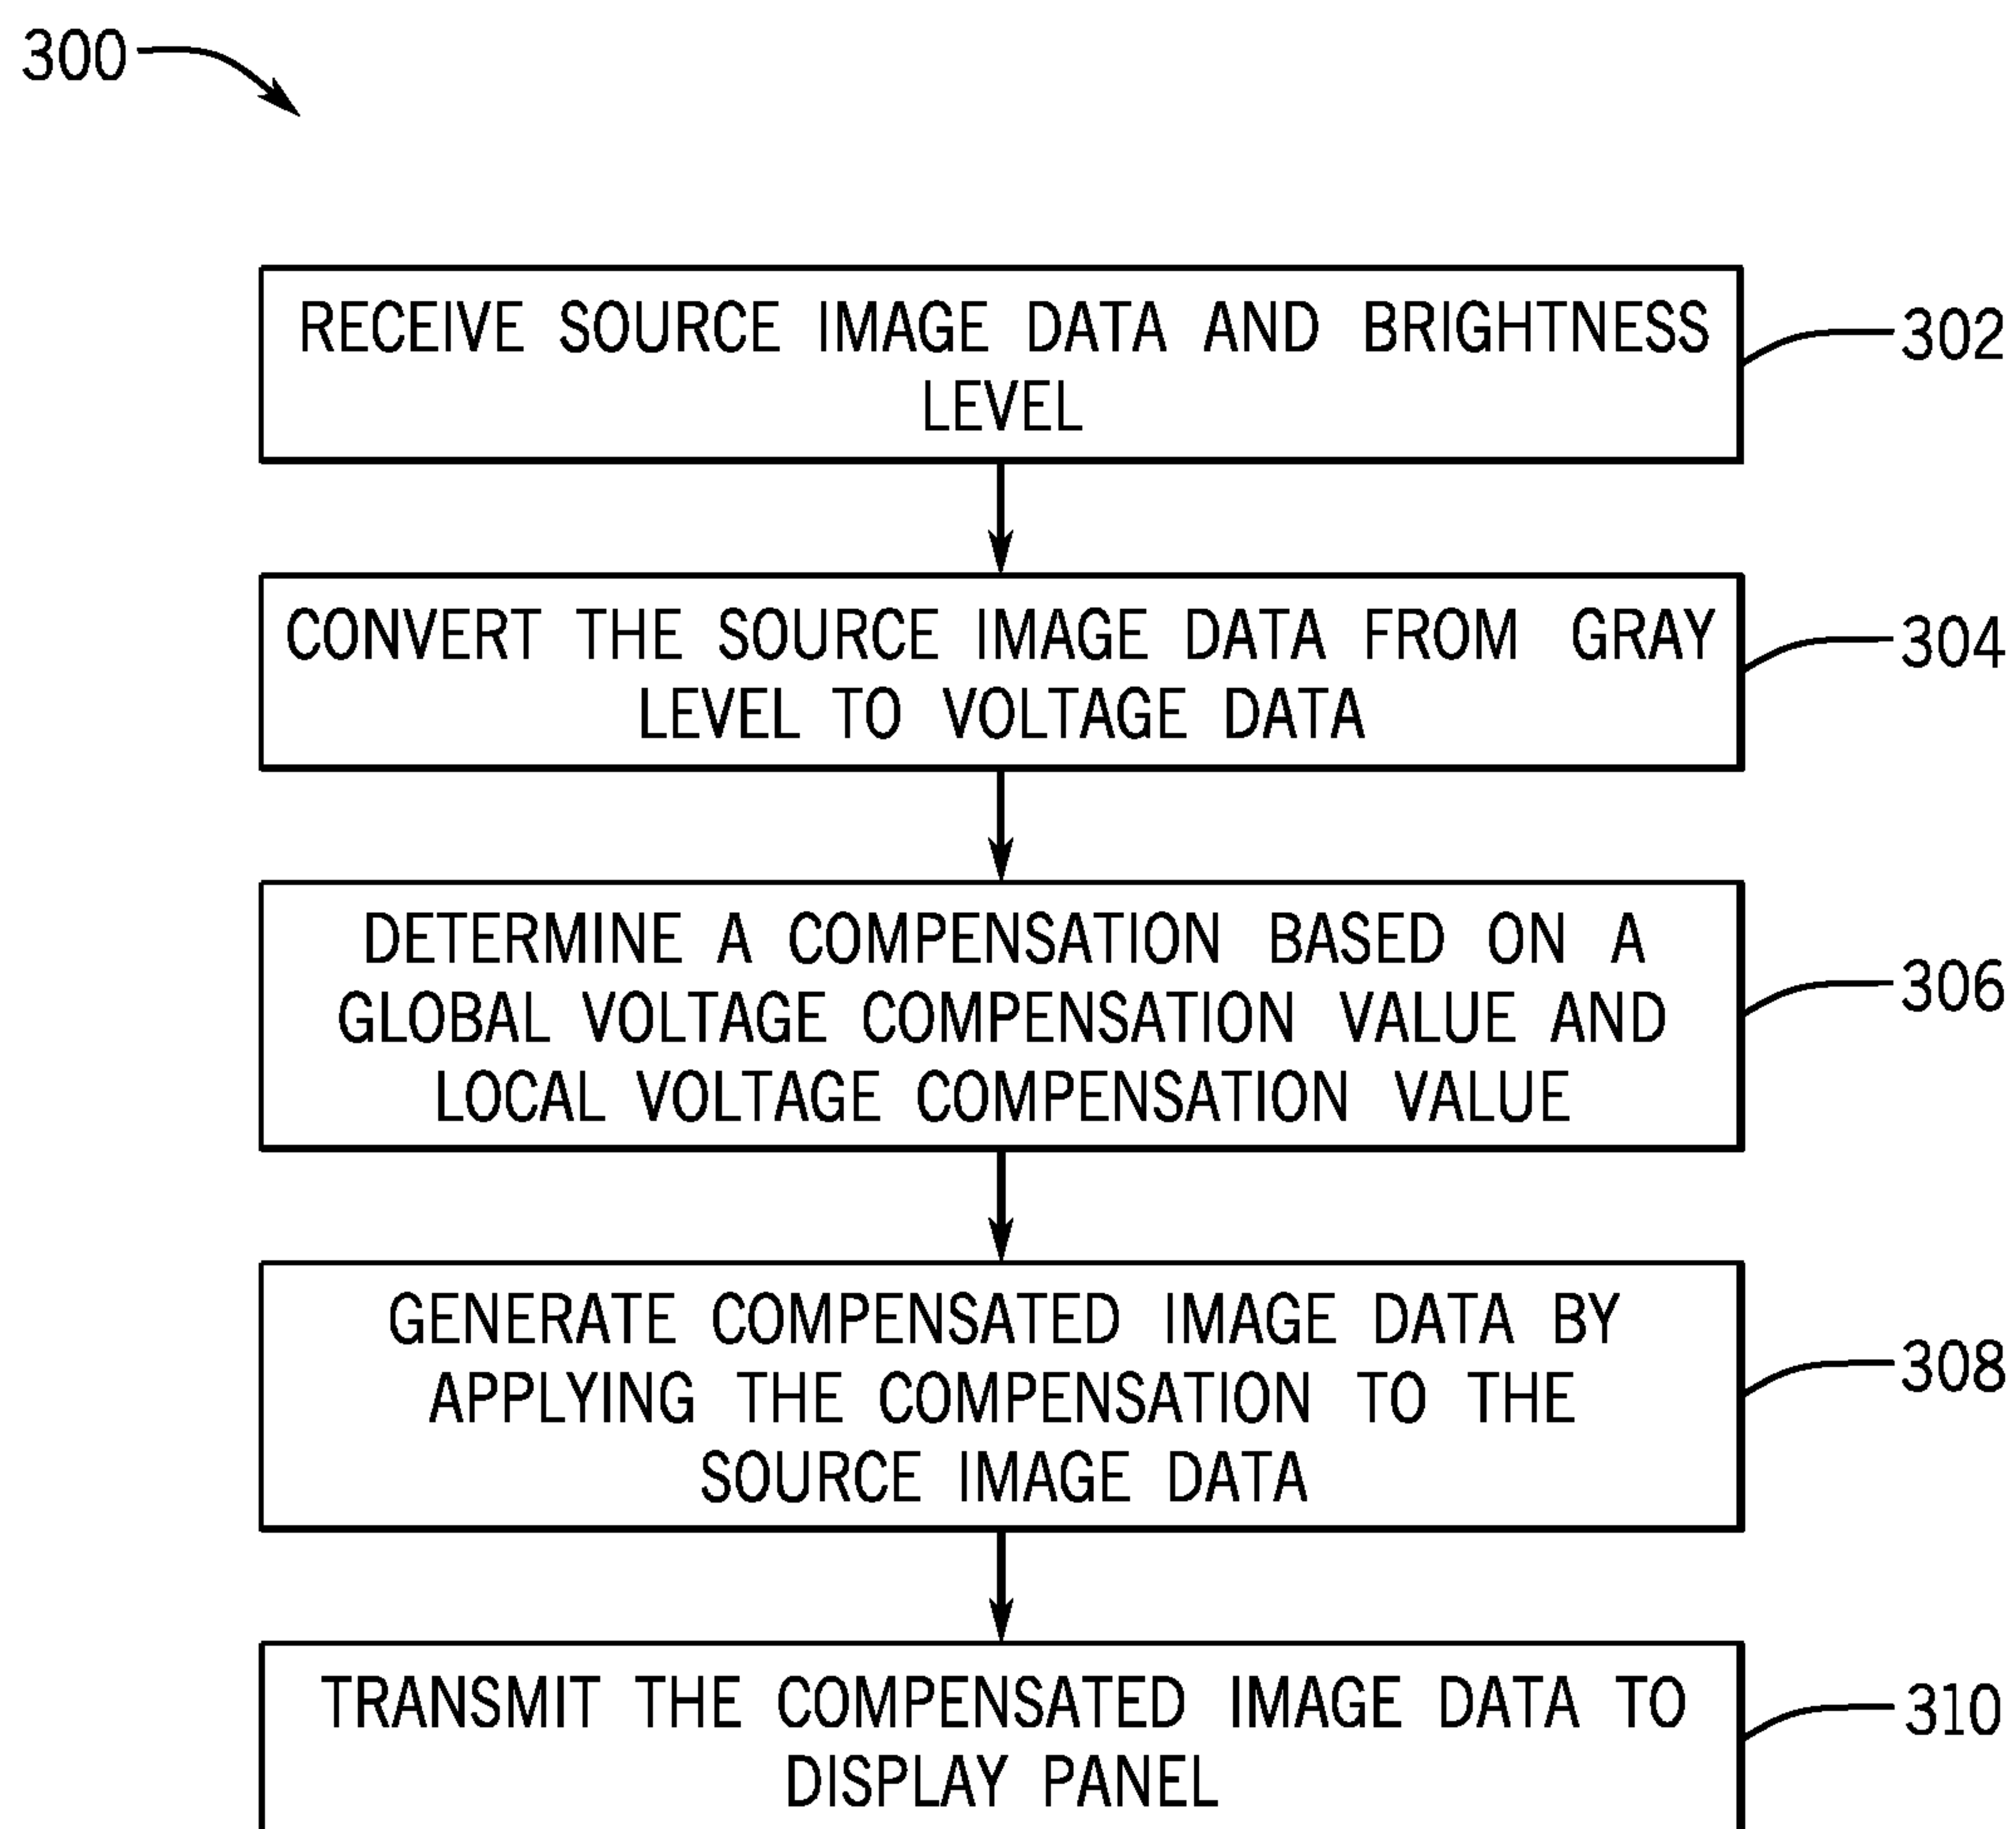 300
RECEIVE SOURCE IMAGE DATA AND BRIGHTNESS
LEVEL
302
CONVERT THE SOURCE IMAGE DATA FROM GRAY
LEVEL TO VOLTAGE DATA
304
DETERMINE A COMPENSATION BASED ON A
GLOBAL VOLTAGE COMPENSATION VALUE AND
LOCAL VOLTAGE COMPENSATION VALUE
306
GENERATE COMPENSATED IMAGE DATA BY
APPLYING THE COMPENSATION TO THE
SOURCE IMAGE DATA
308
TRANSMIT THE COMPENSATED IMAGE DATA TO
DISPLAY PANEL
310